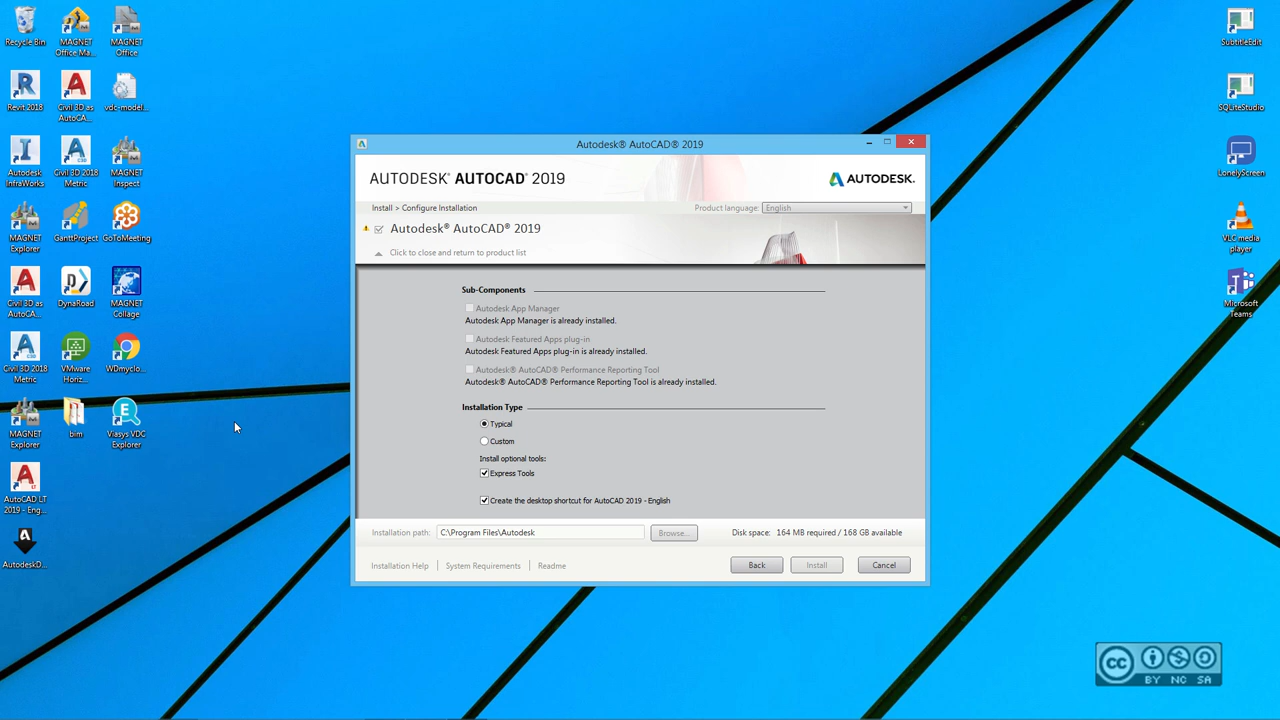 Recycle Bin
MAGNET
Office Ma...
MAGNET
Office
Revit 2018
Civil 3D as
AutoCA...
vdc-model...
Autodesk
InfraWorks
Civil 3D 2018
Metric
MAGNET
Inspect
MAGNET
Explorer
GanttProject
GoToMeeting
Civil 3D as
AutoCA...
DynaRoad
MAGNET
Collage
Civil 3D 2018
Metric
VMware
Horiz...
WDmyclo...
MAGNET
Explorer
bim
Viasys VDC
Explorer
AutoCAD LT
2019 - Eng...
AutodeskD...
Autodesk® AutoCAD® 2019
AUTODESK® AUTOCAD® 2019
AUTODESK.
Install > Configure Installation
Product language: English
Autodesk® AutoCAD® 2019
Click to close and return to product list
Sub-Components
Autodesk App Manager
Autodesk App Manager is already installed.
Autodesk Featured Apps plug-in
Autodesk Featured Apps plug-in is already installed.
Autodesk® AutoCAD® Performance Reporting Tool
Autodesk® AutoCAD® Performance Reporting Tool is already installed.
Installation Type
Typical
Custom
Install optional tools:
Express Tools
Create the desktop shortcut for AutoCAD 2019 - English
Installation path: C:\Program Files\Autodesk Browse... Disk space: 164 MB required / 168 GB available
Installation Help System Requirements Readme Back Install Cancel
SubtitleEdit
SQLiteStudio
LonelyScreen
VLC media
player
Microsoft
Teams
cc
BY NC SA